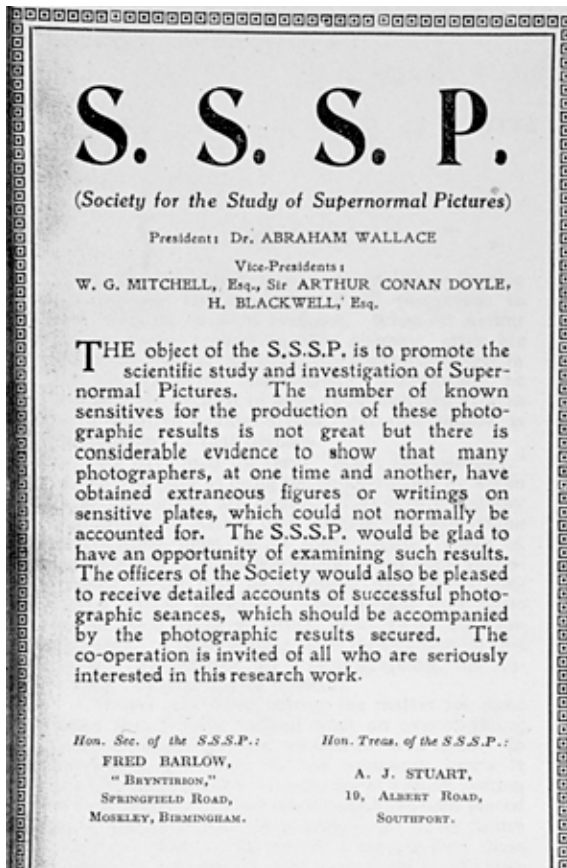 S. S. S. P.
(Society for the Study of Supernormal Pictures)
President: Dr. ABRAHAM WALLACE
Vice-Presidents:
W. G. MITCHELL, Esq., Sir ARTHUR CONAN DOYLE,
H. BLACKWELL, Esq.
THE object of the S.S.S.P. is to promote the
scientific study and investigation of Super-
normal Pictures. The number of known
sensitives for the production of these photo-
graphic results is not great but there is
considerable evidence to show that many
photographers, at one time and another, have
obtained extraneous figures or writings on
sensitive plates, which could not normally be
accounted for. The S.S.S.P. would be glad to
have an opportunity of examining such results.
The officers of the Society would also be pleased
to receive detailed accounts of successful photo-
graphic seances, which should be accompanied
by the photographic results secured. The
co-operation is invited of all who are seriously
interested in this research work.
Hon. Sec. of the S.S.S.P.:
FRED BARLOW,
"BRYNTIRION,"
SPRINGFIELD ROAD,
MOSELEY, BIRMINGHAM.
Hon. Treas. of the S.S.S.P.:
A. J. STUART,
19, ALBERT ROAD,
SOUTHPORT.